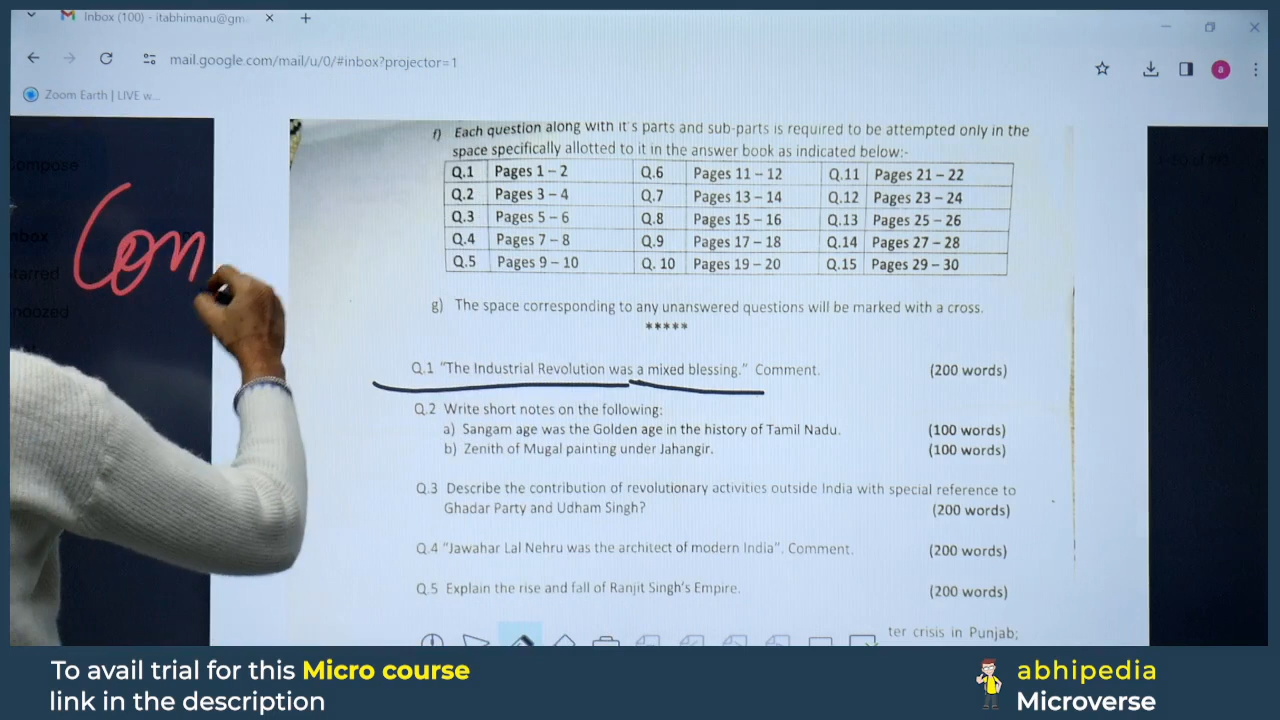 Inbox (100) - itabhimanu@gm
mail.google.com/mail/u/0/#inbox?projector=1
a
Zoom Earth | LIVE w...
Compose
nbox
tarred
noozed
Con
f) Each question along with it's parts and sub-parts is required to be attempted only in the
space specifically allotted to it in the answer book as indicated below:-
Q.1 Pages 1 – 2 Q.6 Pages 11 – 12 Q.11 Pages 21 – 22
Q.2 Pages 3 – 4 Q.7 Pages 13 – 14 Q.12 Pages 23 – 24
Q.3 Pages 5 – 6 Q.8 Pages 15 – 16 Q.13 Pages 25 – 26
Q.4 Pages 7 – 8 Q.9 Pages 17 – 18 Q.14 Pages 27 – 28
Q.5 Pages 9 – 10 Q. 10 Pages 19 – 20 Q.15 Pages 29 – 30
g) The space corresponding to any unanswered questions will be marked with a cross.
*****
Q.1 "The Industrial Revolution was a mixed blessing." Comment. (200 words)
Q.2 Write short notes on the following:
a) Sangam age was the Golden age in the history of Tamil Nadu. (100 words)
b) Zenith of Mugal painting under Jahangir. (100 words)
Q.3 Describe the contribution of revolutionary activities outside India with special reference to
Ghadar Party and Udham Singh? (200 words)
Q.4 "Jawahar Lal Nehru was the architect of modern India". Comment. (200 words)
Q.5 Explain the rise and fall of Ranjit Singh's Empire. (200 words)
ter crisis in Punjab;
To avail trial for this Micro course
link in the description
abhipedia
Microverse